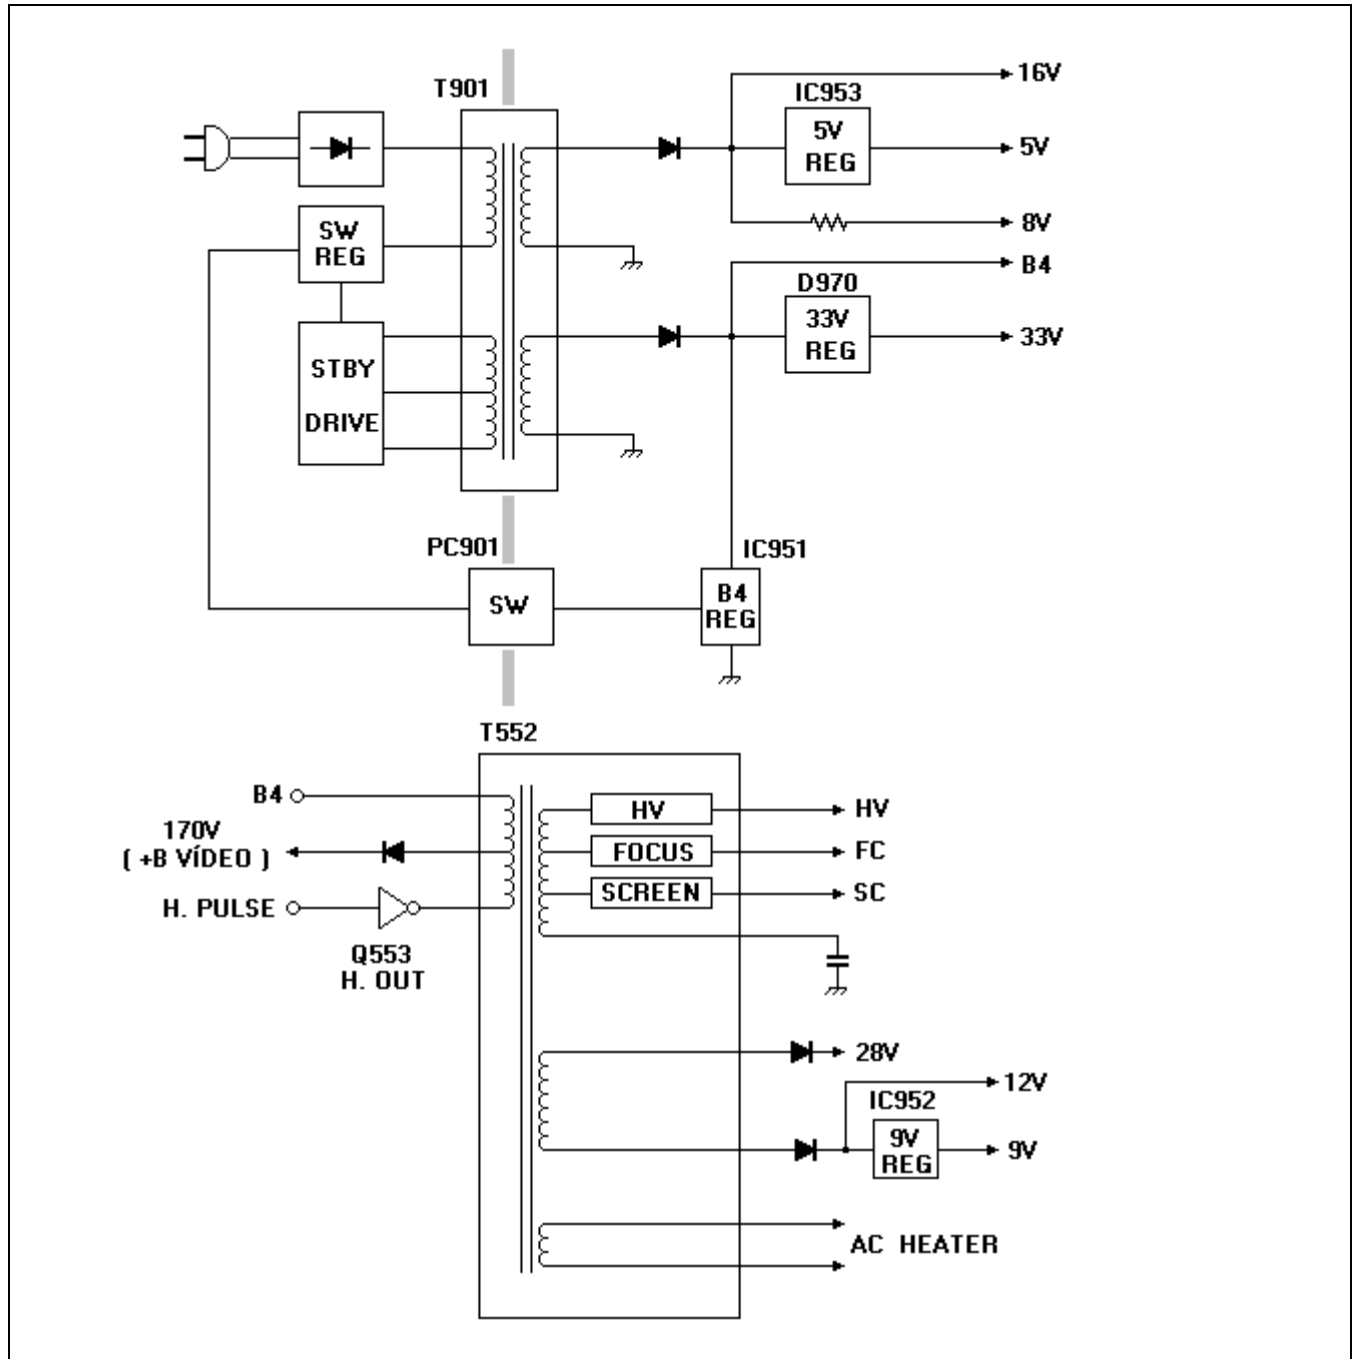 T901
16V
IC953
5V
REG
5V
8V
SW
REG
B4
D970
33V
REG
33V
STBY
DRIVE
PC901
SW
IC951
B4
REG
T552
B4
170V
( +B VÍDEO )
H. PULSE
Q553
H. OUT
HV
HV
FOCUS
FC
SCREEN
SC
28V
12V
IC952
9V
REG
9V
AC HEATER